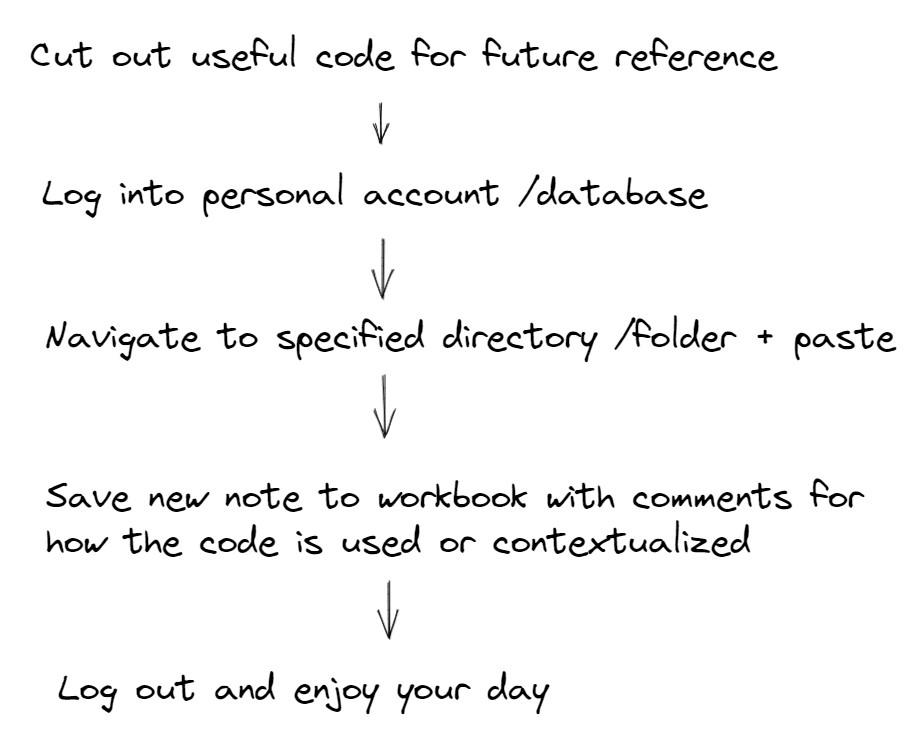 Cut out useful code for future reference
Log into personal account /database
Navigate to specified directory /folder + paste
Save new note to workbook with comments for
how the code is used or contextualized
Log out and enjoy your day